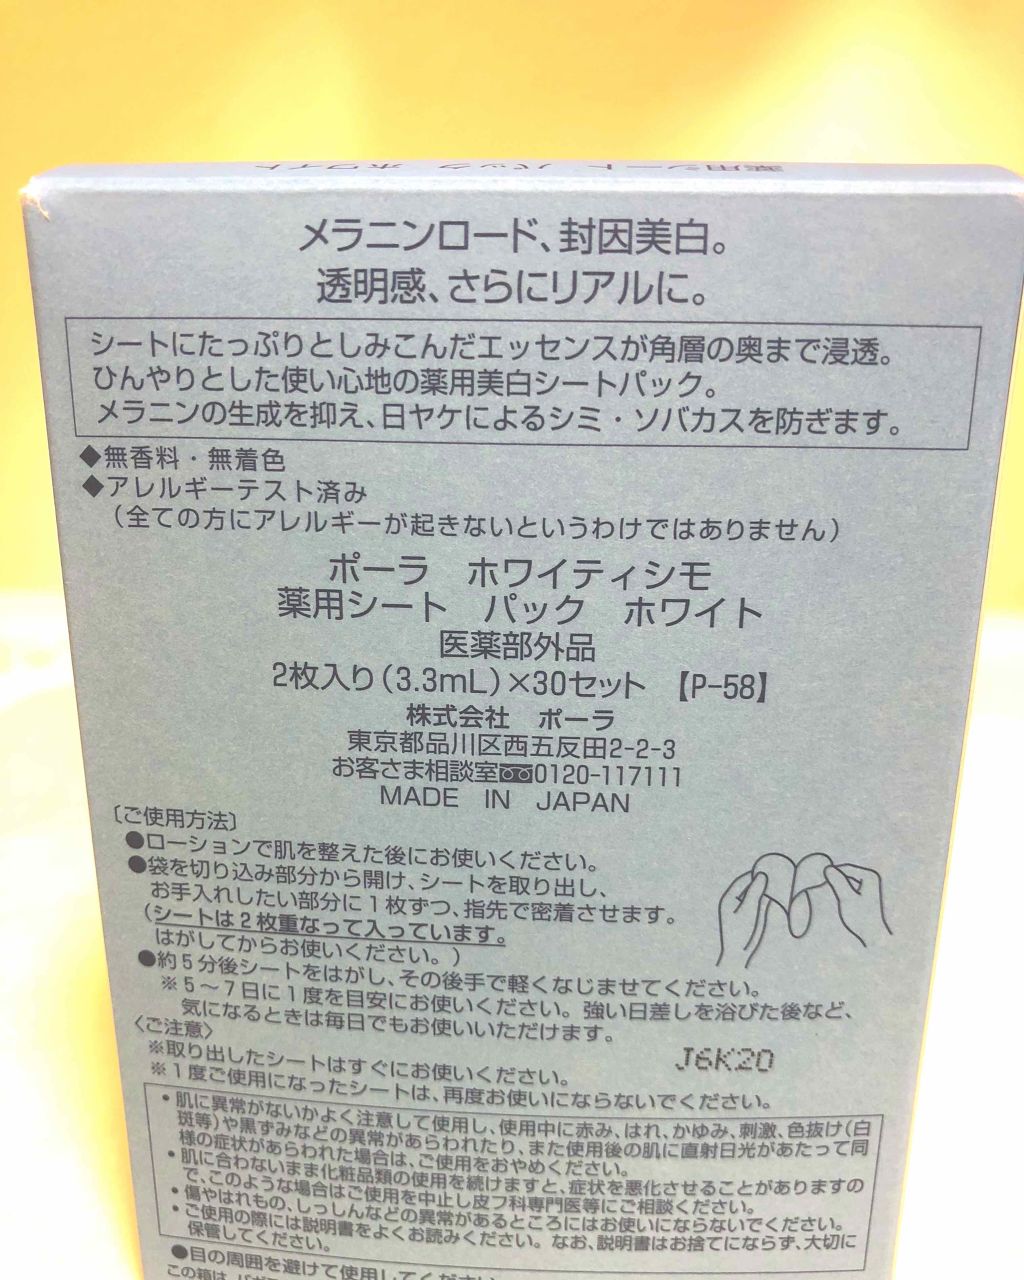 薬用シート パック ホワイト
メラニンロード、封因美白。
透明感、さらにリアルに。
シートにたっぷりとしみこんだエッセンスが角層の奥まで浸透。
ひんやりとした使い心地の薬用美白シートパック。
メラニンの生成を抑え、日ヤケによるシミ・ソバカスを防ぎます。
◆無香料・無着色
◆アレルギーテスト済み
(全ての方にアレルギーが起きないというわけではありません)
ポーラ ホワイティシモ
薬用シート パック ホワイト
医薬部外品
2枚入り(3.3mL)×30セット 【P-58】
株式会社 ポーラ
東京都品川区西五反田2-2-3
お客さま相談室0120-117111
MADE IN JAPAN
〔ご使用方法〕
●ローションで肌を整えた後にお使いください。
●袋を切り込み部分から開け、シートを取り出し、
お手入れしたい部分に1枚ずつ、指先で密着させます。
(シートは2枚重なって入っています。
はがしてからお使いください。)
●約5分後シートをはがし、その後手で軽くなじませてください。
※5～7日に1度を目安にお使いください。強い日差しを浴びた後など、
気になるときは毎日でもお使いいただけます。
〈ご注意〉
J6K20
※取り出したシートはすぐにお使いください。
※1度ご使用になったシートは、再度お使いにならないでください。
・肌に異常がないかよく注意して使用し、使用中に赤み、はれ、かゆみ、刺激、色抜け(白
斑等)や黒ずみなどの異常があらわれたり、また使用後の肌に直射日光があたって同
様の症状があらわれた場合は、ご使用をおやめください。
・肌に合わないまま化粧品類の使用を続けますと、症状を悪化させることがありますの
で、このような場合はご使用を中止し皮フ科専門医等にご相談ください。
・傷やはれもの、しっしんなどの異常があるところにはお使いにならないでください。
・ご使用の際には説明書をよくお読みください。なお、説明書はお捨てにならず、大切に
保管してください。
●目の周囲を避けて使用してください
この箱は、